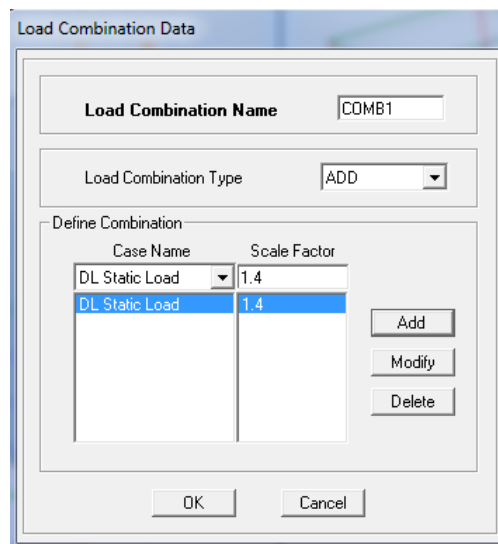 Load Combination Data
Load Combination Name COMB1
Load Combination Type ADD
Define Combination
Case Name Scale Factor
DL Static Load 1.4
DL Static Load 1.4
Add
Modify
Delete
OK Cancel